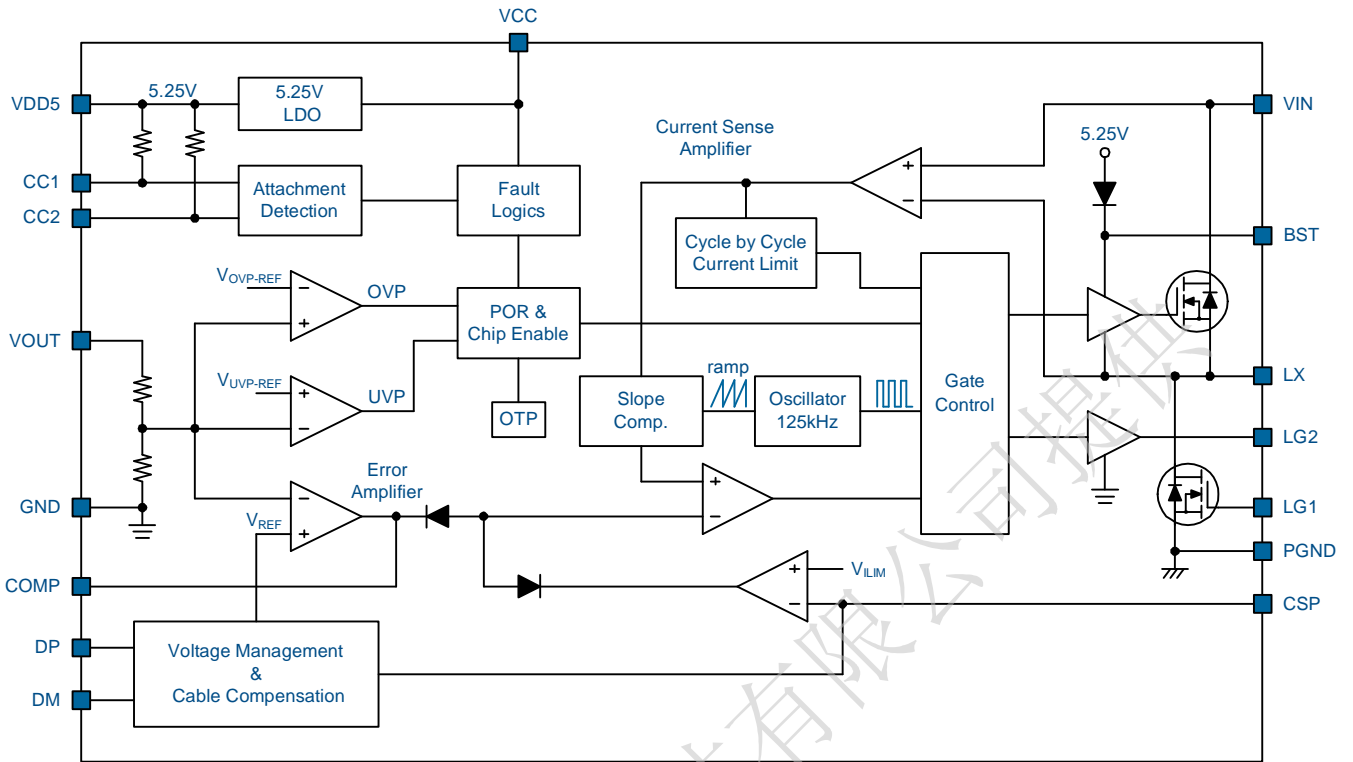 VCC
VDD5
5.25V
5.25V
LDO
VIN
Current Sense
Amplifier
5.25V
CC1
CC2
Attachment
Detection
Fault
Logics
+
−
Cycle by Cycle
Current Limit
BST
VOVP-REF
−
+
OVP
POR &
Chip Enable
VOUT
VUVP-REF
+
−
UVP
OTP
Slope
Comp.
ramp
Oscillator
125kHz
Gate
Control
LX
LG2
Error
Amplifier
GND
VREF
−
+
+
−
LG1
PGND
COMP
+
−
VILIM
CSP
DP
DM
Voltage Management
&
Cable Compensation
有限公司提供